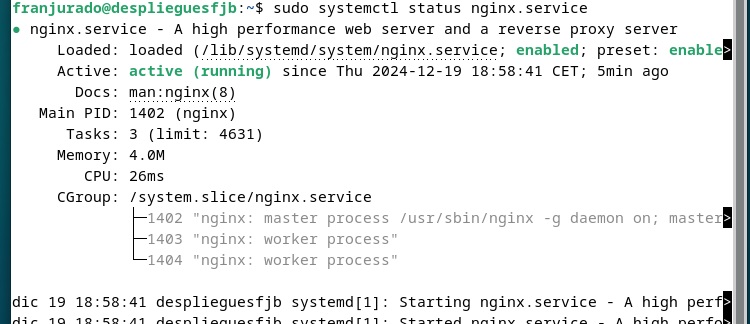 franjurado@desplieguesfjb:~$ sudo systemctl status nginx.service
● nginx.service - A high performance web server and a reverse proxy server
Loaded: loaded (/lib/systemd/system/nginx.service; enabled; preset: enable>
Active: active (running) since Thu 2024-12-19 18:58:41 CET; 5min ago
Docs: man:nginx(8)
Main PID: 1402 (nginx)
Tasks: 3 (limit: 4631)
Memory: 4.0M
CPU: 26ms
CGroup: /system.slice/nginx.service
├─1402 "nginx: master process /usr/sbin/nginx -g daemon on; master>
├─1403 "nginx: worker process"
└─1404 "nginx: worker process"
dic 19 18:58:41 desplieguesfjb systemd[1]: Starting nginx.service - A high perf>
dic 19 18:58:41 desplieguesfjb systemd[1]: Started nginx.service - A high perfo>